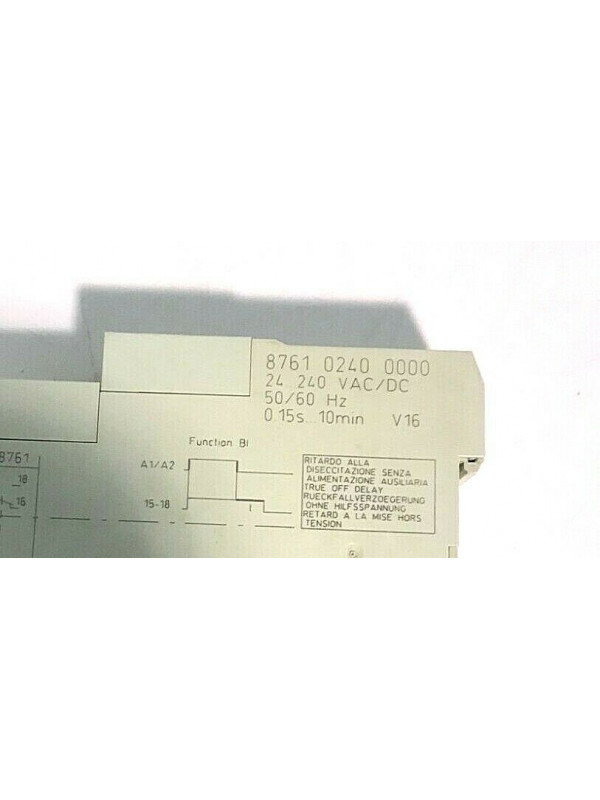 8761 0240 0000
24...240 VAC/DC
50/60 Hz
0.15s...10min V16
Function BI
8761
A1/A2
18
16
15-18
t
RITARDO ALLA
DISECCITAZIONE SENZA
ALIMENTAZIONE AUSILIARIA
TRUE OFF DELAY
RUECKFALLVERZOEGERUNG
OHNE HILFSSPANNUNG
RETARD A LA MISE HORS
TENSION